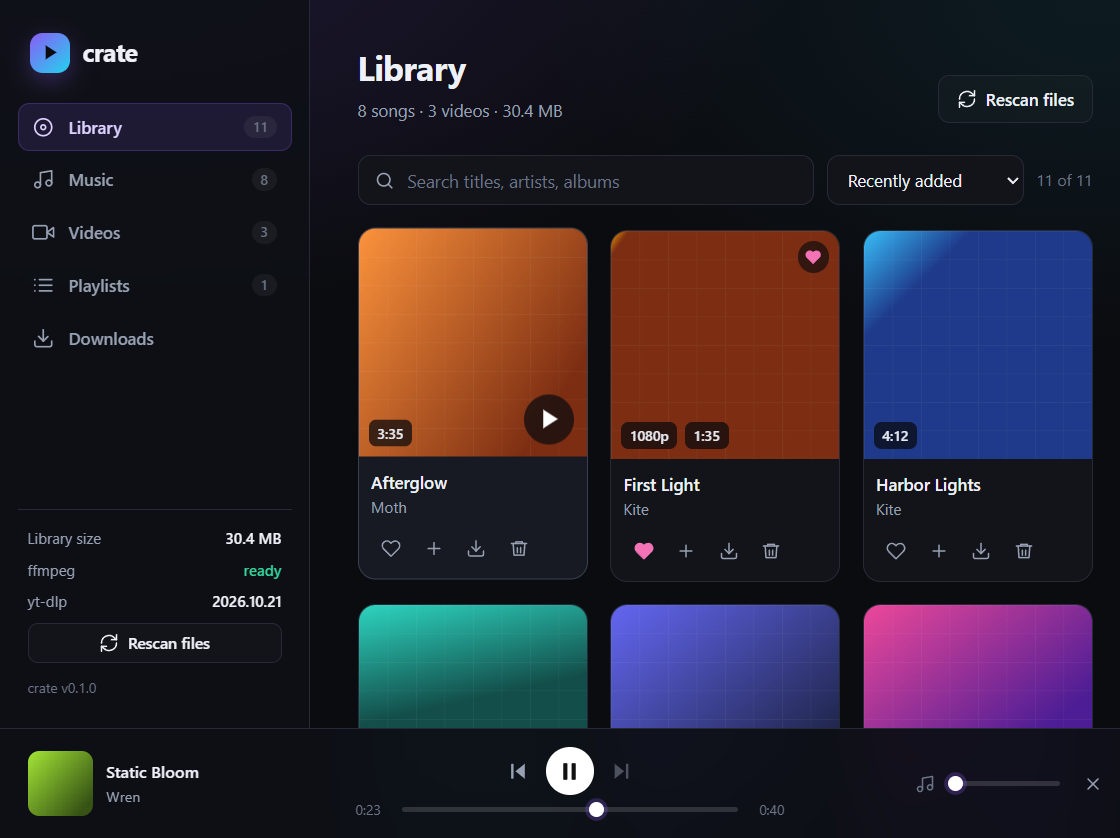 crate
Library 11
Music 8
Videos 3
Playlists 1
Downloads
Library size 30.4 MB
ffmpeg ready
yt-dlp 2026.10.21
Rescan files
crate v0.1.0
Library
8 songs · 3 videos · 30.4 MB
Rescan files
Search titles, artists, albums
Recently added
11 of 11
3:35
Afterglow
Moth
1080p 1:35
First Light
Kite
4:12
Harbor Lights
Kite
Static Bloom
Wren
0:23
0:40